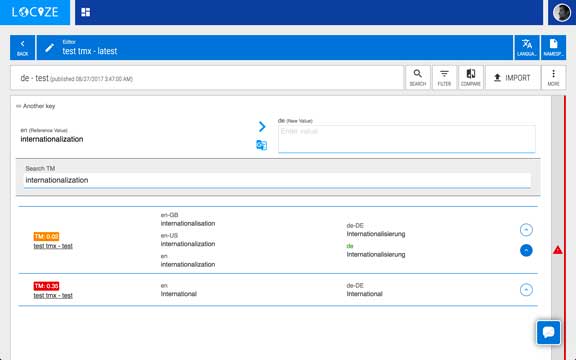 LOCIZE
BACK
Editor
test tmx - latest
LANGUA..
NAMESP..
de - test (published 08/27/2017 3:47:00 AM)
SEARCH
FILTER
COMPARE
IMPORT
MORE
Another key
en (Reference Value)
internationalization
de (New Value)
Enter value
Search TM
internationalization
TM: 0.02
test tmx - test
en-GB
internationalisation
en-US
internationalization
en
internationalization
de-DE
Internationalisierung
de
Internationalisierung
TM: 0.35
test tmx - test
en
International
de-DE
International